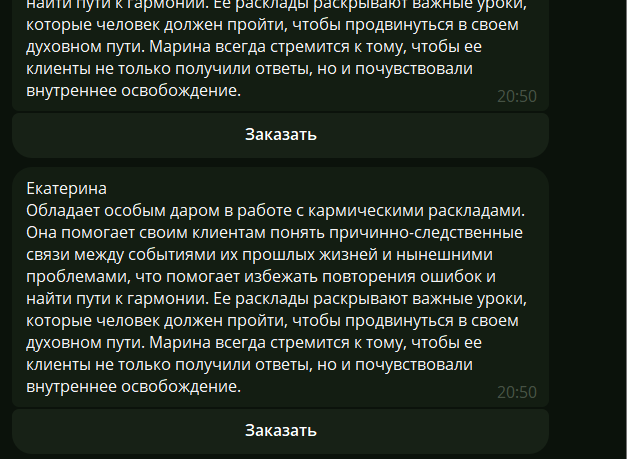 найти пути к гармонии. Ее расклады раскрывают важные уроки,
которые человек должен пройти, чтобы продвинуться в своем
духовном пути. Марина всегда стремится к тому, чтобы ее
клиенты не только получили ответы, но и почувствовали
внутреннее освобождение.
20:50
Заказать
Екатерина
Обладает особым даром в работе с кармическими раскладами.
Она помогает своим клиентам понять причинно-следственные
связи между событиями их прошлых жизней и нынешними
проблемами, что помогает избежать повторения ошибок и
найти пути к гармонии. Ее расклады раскрывают важные уроки,
которые человек должен пройти, чтобы продвинуться в своем
духовном пути. Марина всегда стремится к тому, чтобы ее
клиенты не только получили ответы, но и почувствовали
внутреннее освобождение.
20:50
Заказать